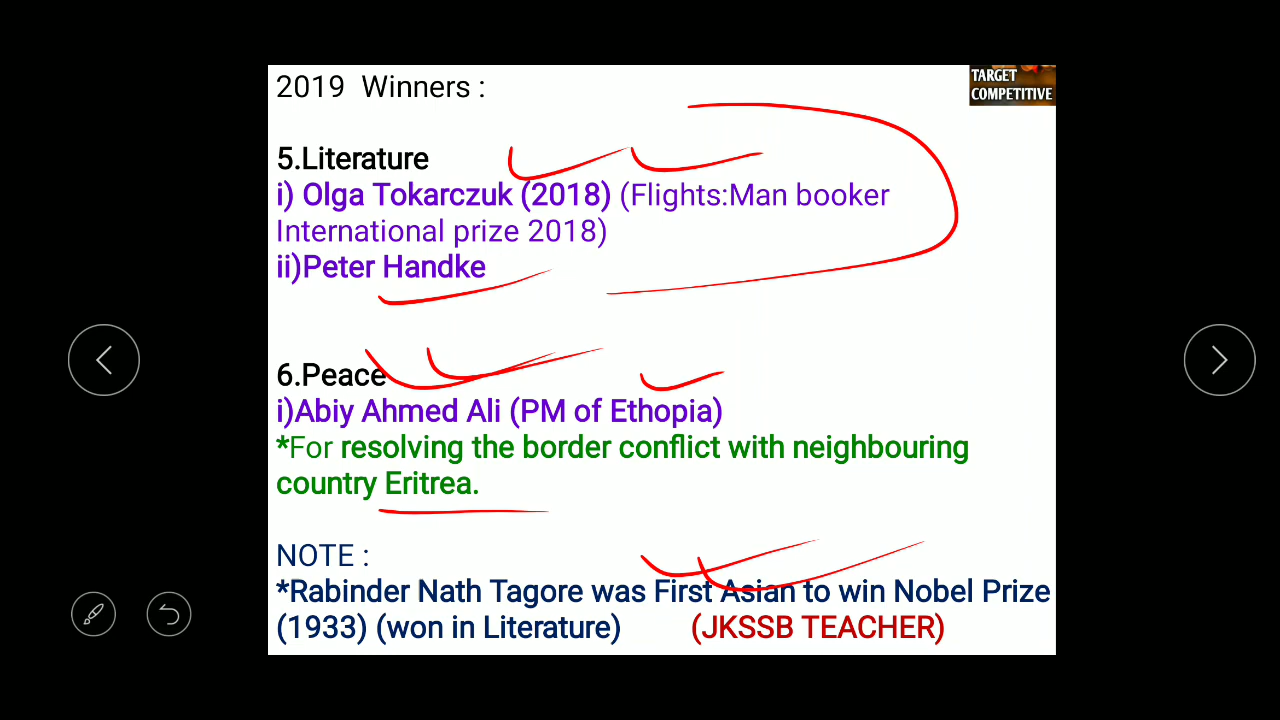 2019 Winners :
TARGET
COMPETITIVE
5.Literature
i) Olga Tokarczuk (2018) (Flights:Man booker
International prize 2018)
ii)Peter Handke
6.Peace
i)Abiy Ahmed Ali (PM of Ethopia)
*For resolving the border conflict with neighbouring
country Eritrea.
NOTE :
*Rabinder Nath Tagore was First Asian to win Nobel Prize
(1933) (won in Literature) (JKSSB TEACHER)